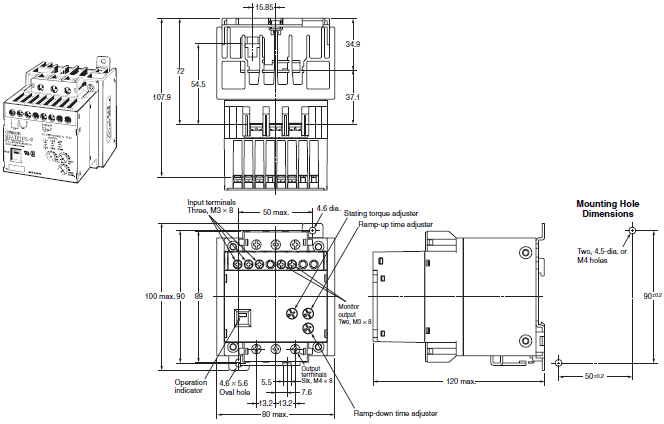 15.85
34.9
72
54.5
107.9
37.1
Input terminals
Three, M3 × 8
50 max.
4.6 dia.
Stating torque adjuster
Ramp-up time adjuster
Mounting Hole
Dimensions
Two, 4.5-dia. or
M4 holes
100 max.
90
89
90±0.2
Monitor
output
Two, M3 × 8
Operation
indicator
4.6 × 5.6
Oval hole
5.5
Output
terminals
Six, M4 × 8
7.6
13.2
13.2
80 max.
Ramp-down time adjuster
120 max.
50±0.2